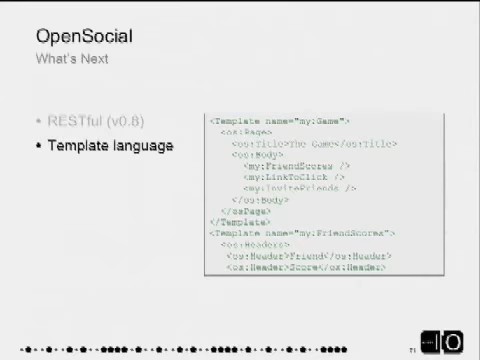 OpenSocial
What's Next
• RESTful (v0.8)
• Template language
<Template name="my:Game">
<os:Page>
<os:Title>The Game</os:Title>
<os:Body>
<my:FriendScores />
<my:LinkToClick />
<my:InviteFriends />
</os:Body>
</osPage>
</Template>
<Template name="my:FriendScores">
<os:Headers>
<os:Header>Friend</os:Header>
<os:Header>Score</os:Header>
IO